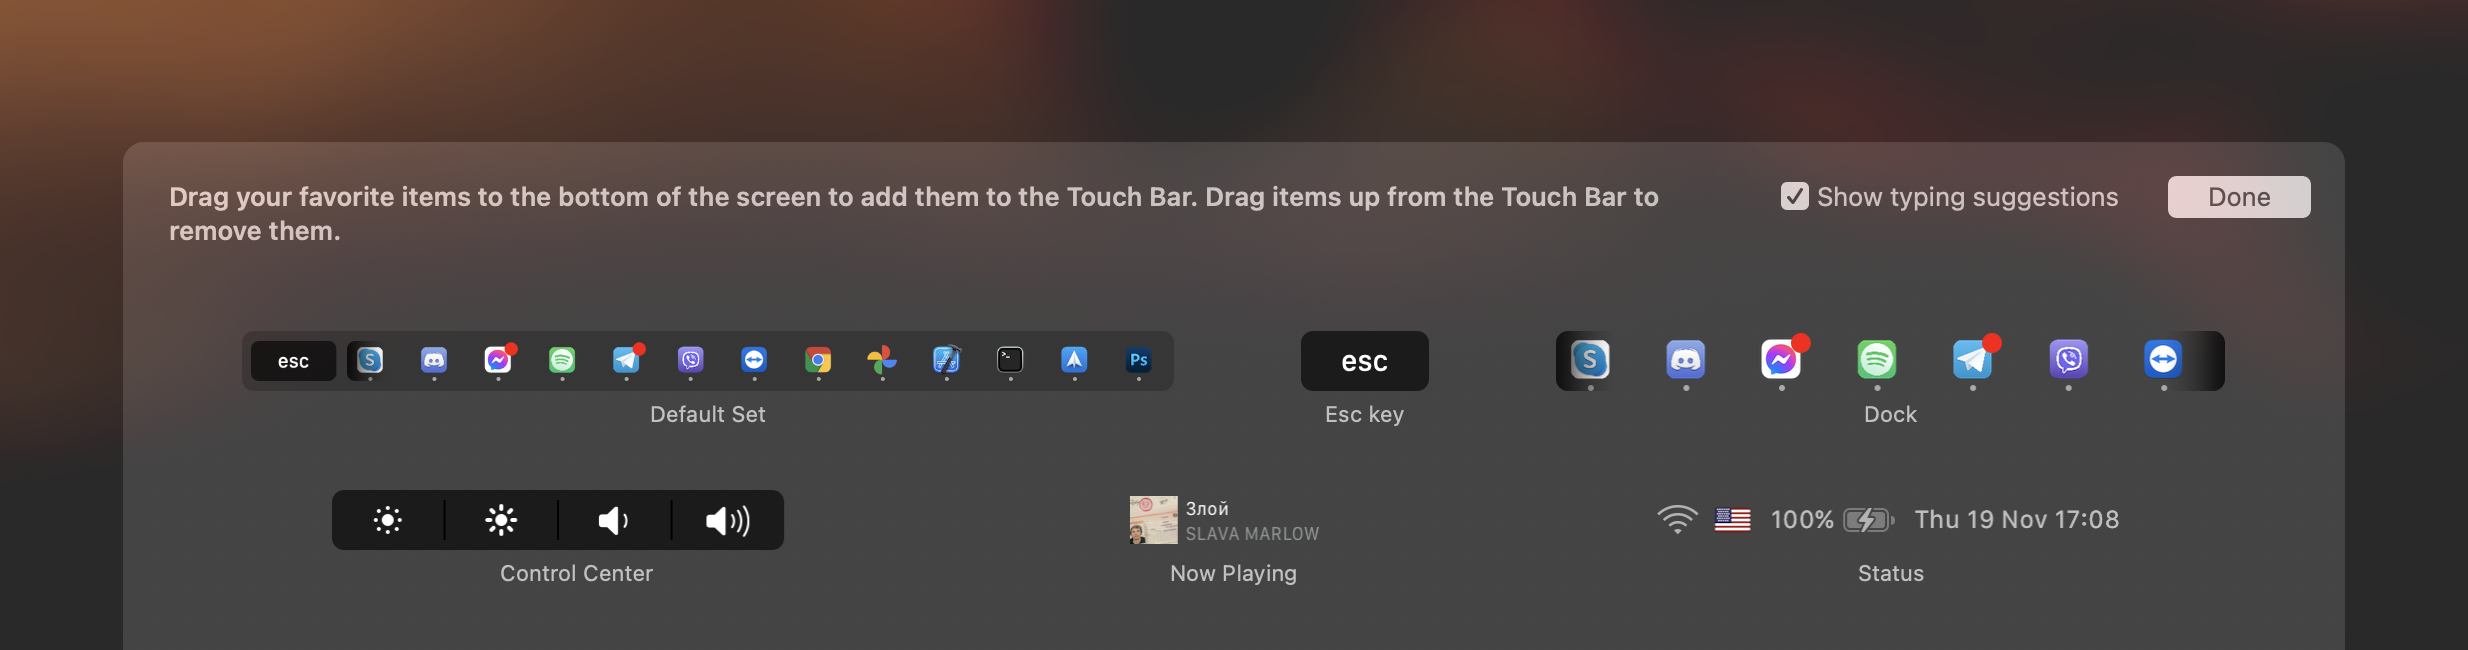 Drag your favorite items to the bottom of the screen to add them to the Touch Bar. Drag items up from the Touch Bar to
remove them.
Show typing suggestions
Done
esc
S
Ps
Default Set
esc
Esc key
S
Dock
Control Center
Злой
SLAVA MARLOW
Now Playing
100%
Thu 19 Nov 17:08
Status